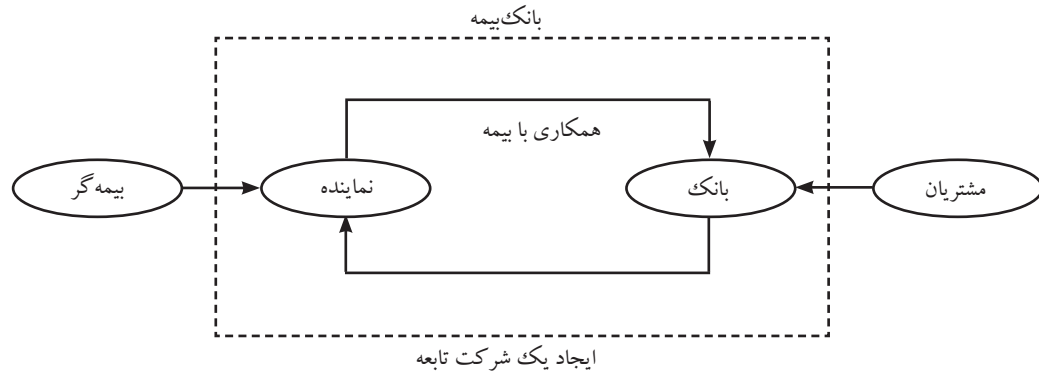 بانک‌بیمه
همکاری با بیمه
مشتریان
بانک
نماینده
بیمه‌گر
ایجاد یک شرکت تابعه